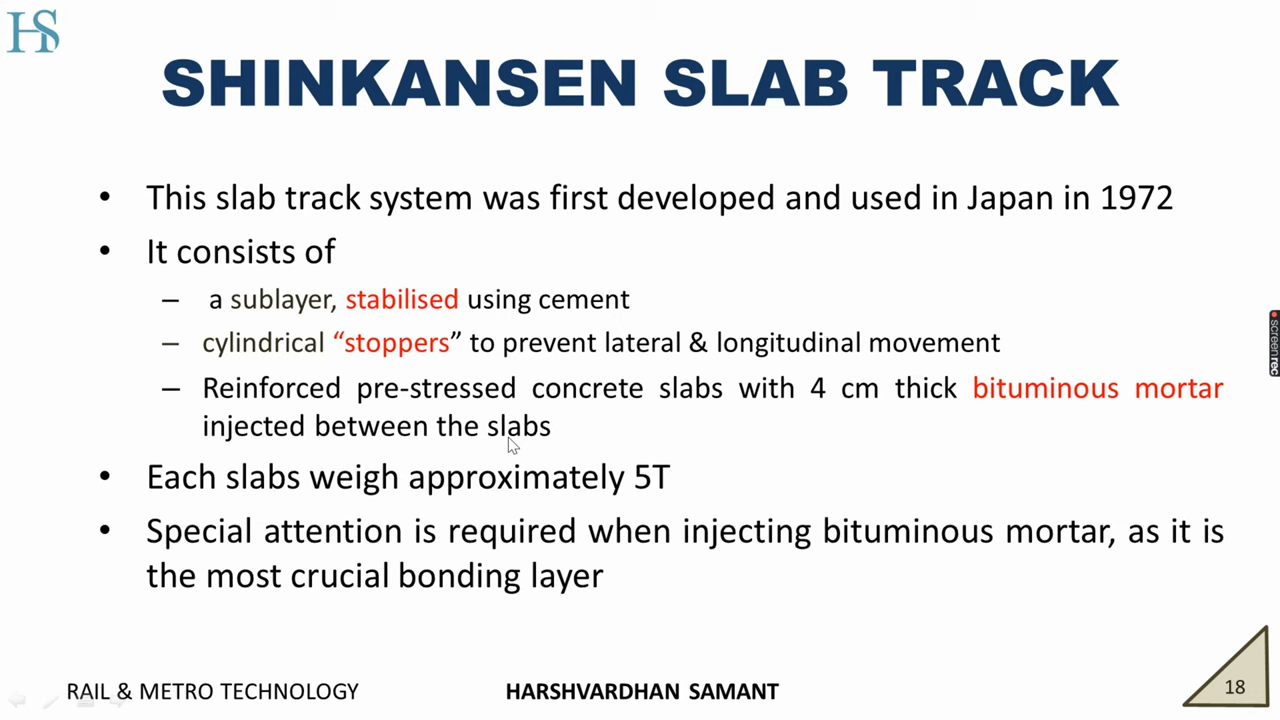 HS
SHINKANSEN SLAB TRACK
• This slab track system was first developed and used in Japan in 1972
• It consists of
– a sublayer, stabilised using cement
– cylindrical “stoppers” to prevent lateral & longitudinal movement
– Reinforced pre-stressed concrete slabs with 4 cm thick bituminous mortar
injected between the slabs
• Each slabs weigh approximately 5T
• Special attention is required when injecting bituminous mortar, as it is
the most crucial bonding layer
screenrec
RAIL & METRO TECHNOLOGY
HARSHVARDHAN SAMANT
18